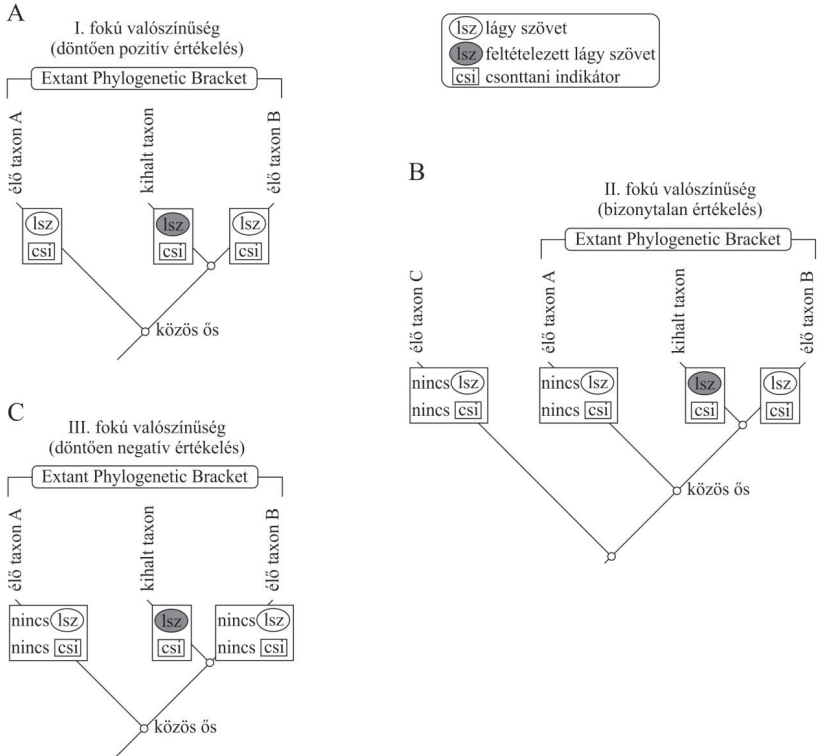 A
I. fokú valószínűség
(döntően pozitív értékelés)
Extant Phylogenetic Bracket
élő taxon A
kihalt taxon
élő taxon B
lsz
lsz
lsz
csi
csi
csi
közös ős
lsz lágy szövet
lsz feltételezett lágy szövet
csi csonttani indikátor
B
II. fokú valószínűség
(bizonytalan értékelés)
Extant Phylogenetic Bracket
élő taxon C
élő taxon A
kihalt taxon
élő taxon B
nincs lsz
nincs lsz
lsz
lsz
nincs csi
nincs csi
csi
csi
közös ős
C
III. fokú valószínűség
(döntően negatív értékelés)
Extant Phylogenetic Bracket
élő taxon A
kihalt taxon
élő taxon B
nincs lsz
lsz
nincs lsz
nincs csi
csi
nincs csi
közös ős